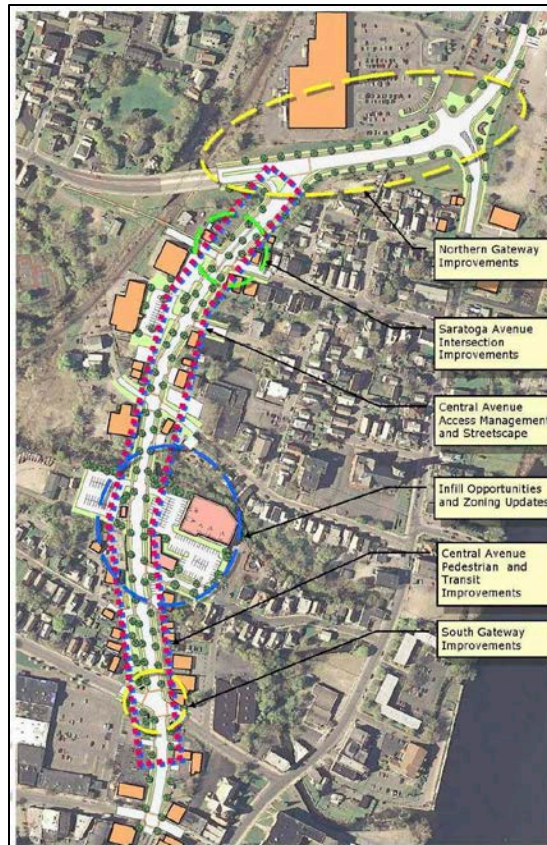 Northern Gateway
Improvements
Saratoga Avenue
Intersection
Improvements
Central Avenue
Access Management
and Streetscape
Infill Opportunities
and Zoning Updates
Central Avenue
Pedestrian and
Transit
Improvements
South Gateway
Improvements